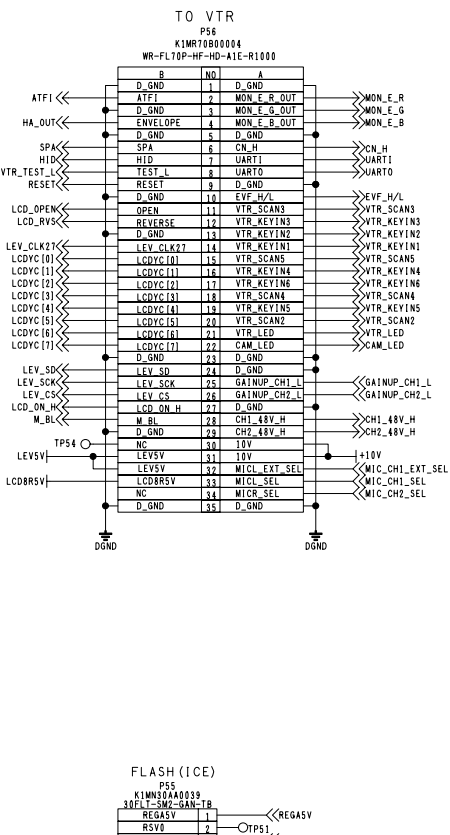 TO VTR
P56
K1MR70B00004
WR-FL70P-HF-HD-A1E-R1000
B NO A
D_GND 1 D_GND
ATFI ATFI 2 MON_E_R_OUT MON_E_R
D_GND 3 MON_E_G_OUT MON_E_G
HA_OUT ENVELOPE 4 MON_E_B_OUT MON_E_B
D_GND 5 D_GND
SPA SPA 6 CN_H CN_H
HID HID 7 UARTI UARTI
VTR_TEST_L TEST_L 8 UARTO UARTO
RESET RESET 9 D_GND
D_GND 10 EVF_H/L EVF_H/L
LCD_OPEN OPEN 11 VTR_SCAN3 VTR_SCAN3
LCD_RVS REVERSE 12 VTR_KEYIN3 VTR_KEYIN3
D_GND 13 VTR_KEYIN2 VTR_KEYIN2
LEV_CLK27 LEV_CLK27 14 VTR_KEYIN1 VTR_KEYIN1
LCDYC[0] LCDYC[0] 15 VTR_SCAN5 VTR_SCAN5
LCDYC[1] LCDYC[1] 16 VTR_KEYIN4 VTR_KEYIN4
LCDYC[2] LCDYC[2] 17 VTR_KEYIN6 VTR_KEYIN6
LCDYC[3] LCDYC[3] 18 VTR_SCAN4 VTR_SCAN4
LCDYC[4] LCDYC[4] 19 VTR_KEYIN5 VTR_KEYIN5
LCDYC[5] LCDYC[5] 20 VTR_SCAN2 VTR_SCAN2
LCDYC[6] LCDYC[6] 21 VTR_LED VTR_LED
LCDYC[7] LCDYC[7] 22 CAM_LED CAM_LED
D_GND 23 D_GND
LEV_SD LEV_SD 24 D_GND
LEV_SCK LEV_SCK 25 GAINUP_CH1_L GAINUP_CH1_L
LEV_CS LEV_CS 26 GAINUP_CH2_L GAINUP_CH2_L
LCD_ON_H LCD_ON_H 27 D_GND
M_BL M_BL 28 CH1_48V_H CH1_48V_H
D_GND 29 CH2_48V_H CH2_48V_H
TP54 NC 30 10V
LEV5V LEV5V 31 10V +10V
LEV5V 32 MICL_EXT_SEL MIC_CH1_EXT_SEL
LCD8R5V LCD8R5V 33 MICL_SEL MIC_CH1_SEL
NC 34 MICR_SEL MIC_CH2_SEL
D_GND 35 D_GND
DGND DGND
FLASH(ICE)
P55
K1MN30AA0039
30FLT-SM2-GAN-TB
REGA5V 1 REGA5V
RSV0 2 TP51